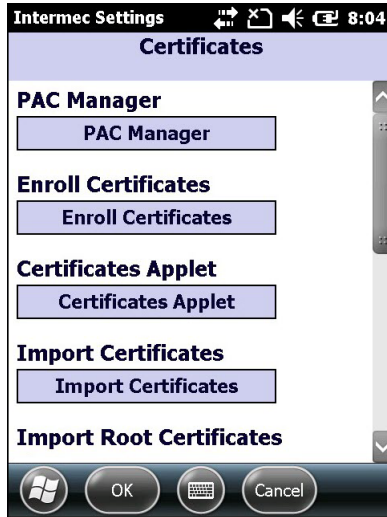 Intermec Settings 8:04
Certificates
PAC Manager
PAC Manager
Enroll Certificates
Enroll Certificates
Certificates Applet
Certificates Applet
Import Certificates
Import Certificates
Import Root Certificates
OK Cancel